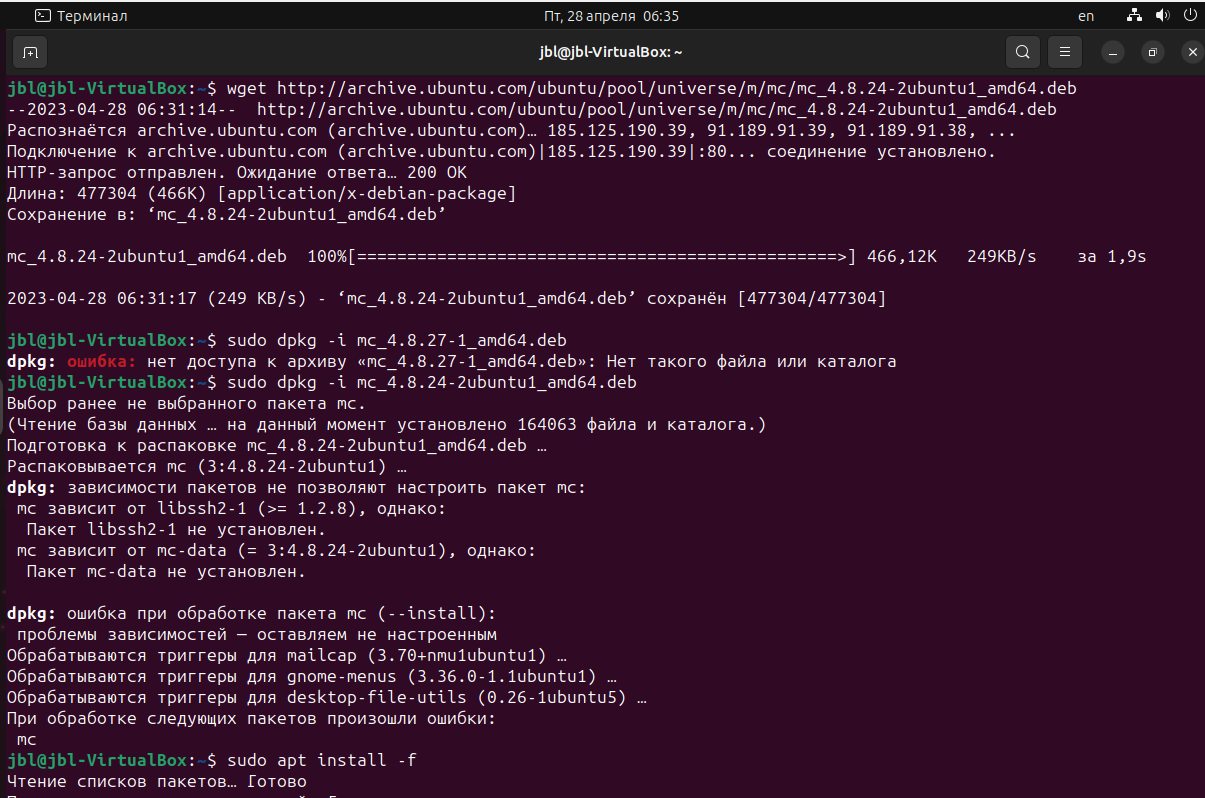 Терминал
Пт, 28 апреля 06:35
en
jbl@jbl-VirtualBox: ~
jbl@jbl-VirtualBox:~$ wget http://archive.ubuntu.com/ubuntu/pool/universe/m/mc/mc_4.8.24-2ubuntu1_amd64.deb
--2023-04-28 06:31:14--  http://archive.ubuntu.com/ubuntu/pool/universe/m/mc/mc_4.8.24-2ubuntu1_amd64.deb
Распознаётся archive.ubuntu.com (archive.ubuntu.com)… 185.125.190.39, 91.189.91.39, 91.189.91.38, ...
Подключение к archive.ubuntu.com (archive.ubuntu.com)|185.125.190.39|:80... соединение установлено.
HTTP-запрос отправлен. Ожидание ответа… 200 OK
Длина: 477304 (466K) [application/x-debian-package]
Сохранение в: ‘mc_4.8.24-2ubuntu1_amd64.deb’
mc_4.8.24-2ubuntu1_amd64.deb  100%[================================================>] 466,12K   249KB/s    за 1,9s
2023-04-28 06:31:17 (249 KB/s) - ‘mc_4.8.24-2ubuntu1_amd64.deb’ сохранён [477304/477304]
jbl@jbl-VirtualBox:~$ sudo dpkg -i mc_4.8.27-1_amd64.deb
dpkg: ошибка: нет доступа к архиву «mc_4.8.27-1_amd64.deb»: Нет такого файла или каталога
jbl@jbl-VirtualBox:~$ sudo dpkg -i mc_4.8.24-2ubuntu1_amd64.deb
Выбор ранее не выбранного пакета mc.
(Чтение базы данных … на данный момент установлено 164063 файла и каталога.)
Подготовка к распаковке mc_4.8.24-2ubuntu1_amd64.deb …
Распаковывается mc (3:4.8.24-2ubuntu1) …
dpkg: зависимости пакетов не позволяют настроить пакет mc:
 mc зависит от libssh2-1 (>= 1.2.8), однако:
  Пакет libssh2-1 не установлен.
 mc зависит от mc-data (= 3:4.8.24-2ubuntu1), однако:
  Пакет mc-data не установлен.
dpkg: ошибка при обработке пакета mc (--install):
 проблемы зависимостей — оставляем не настроенным
Обрабатываются триггеры для mailcap (3.70+nmu1ubuntu1) …
Обрабатываются триггеры для gnome-menus (3.36.0-1.1ubuntu1) …
Обрабатываются триггеры для desktop-file-utils (0.26-1ubuntu5) …
При обработке следующих пакетов произошли ошибки:
 mc
jbl@jbl-VirtualBox:~$ sudo apt install -f
Чтение списков пакетов… Готово